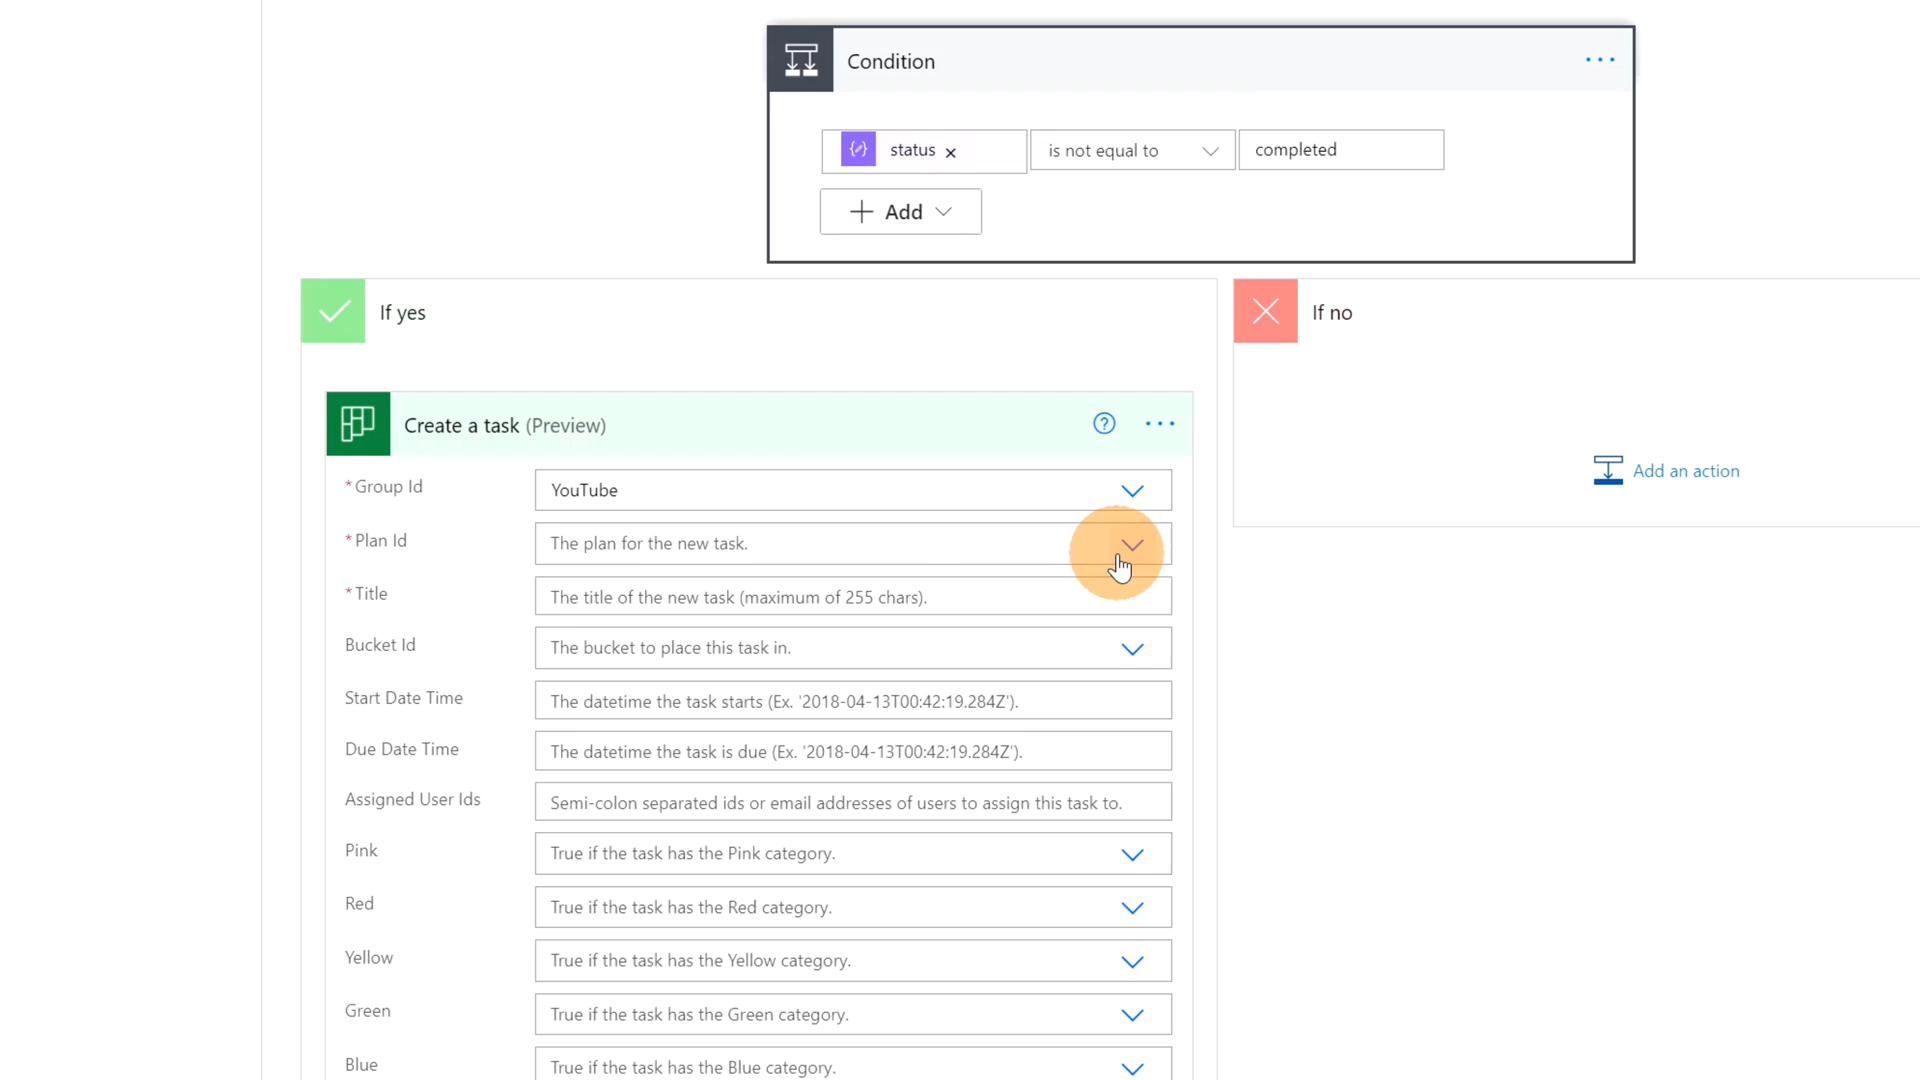 Condition
status × is not equal to completed
Add
If yes
If no
Create a task (Preview)
Add an action
* Group Id YouTube
* Plan Id The plan for the new task.
* Title The title of the new task (maximum of 255 chars).
Bucket Id The bucket to place this task in.
Start Date Time The datetime the task starts (Ex. '2018-04-13T00:42:19.284Z').
Due Date Time The datetime the task is due (Ex. '2018-04-13T00:42:19.284Z').
Assigned User Ids Semi-colon separated ids or email addresses of users to assign this task to.
Pink True if the task has the Pink category.
Red True if the task has the Red category.
Yellow True if the task has the Yellow category.
Green True if the task has the Green category.
Blue True if the task has the Blue category.